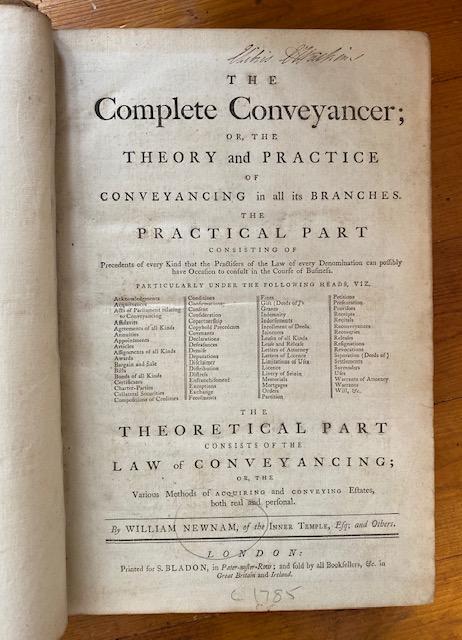 THE
Complete Conveyancer;
OR, THE
THEORY and PRACTICE
OF
CONVEYANCING in all its BRANCHES.
THE
PRACTICAL PART
CONSISTING OF
Precedents of every Kind that the Practiſers of the Law of every Denomination can poſſibly
have Occaſion to conſult in the Courſe of Buſineſs.
PARTICULARLY UNDER THE FOLLOWING HEADS, VIZ.
Acknowledgments
Acquittances
Acts of Parliament relating
to Conveyancing
Affidavits
Agreements of all Kinds
Annuities
Appointments
Articles
Aſſignments of all Kinds
Awards
Bargain and Sale
Bills
Bonds of all Kinds
Certificates
Charter-Parties
Collateral Securities
Compoſitions of Creditors
Conditions
Confirmations
Conſent
Conſideration
Copartnerſhip
Copyhold Precedents
Covenants
Declarations
Defeaſances
Demiſe
Deputations
Diſclaimer
Diſtribution
Diſtreſs
Enfranchiſement
Exceptions
Exchange
Feoffments
Fines
Gift (Deeds of)
Grants
Indemnity
Indorſements
Inrollment of Deeds
Jointures
Leaſes of all Kinds
Leaſe and Releaſe
Letters of Attorney
Letters of Licence
Limitations of Uſes
Licence
Livery of Seiſin
Memorials
Mortgages
Orders
Partition
Petitions
Preſentation
Proviſoes
Receipts
Recitals
Reconveyances
Recoveries
Releaſes
Revocations
Separation (Deeds of)
Settlements
Surrenders
Uſes
Warrants of Attorney
Warrants
Will, &c.
THE
THEORETICAL PART
CONSISTS OF THE
LAW of CONVEYANCING;
OR, THE
Various Methods of ACQUIRING and CONVEYING Eſtates,
both real and perſonal.
By WILLIAM NEWNAM, of the INNER TEMPLE, Eſq; and Others.
LONDON:
Printed for S. BLADON, in Pater-noſter-Row; and ſold by all Bookſellers, &c. in
Great Britain and Ireland.
C 1785